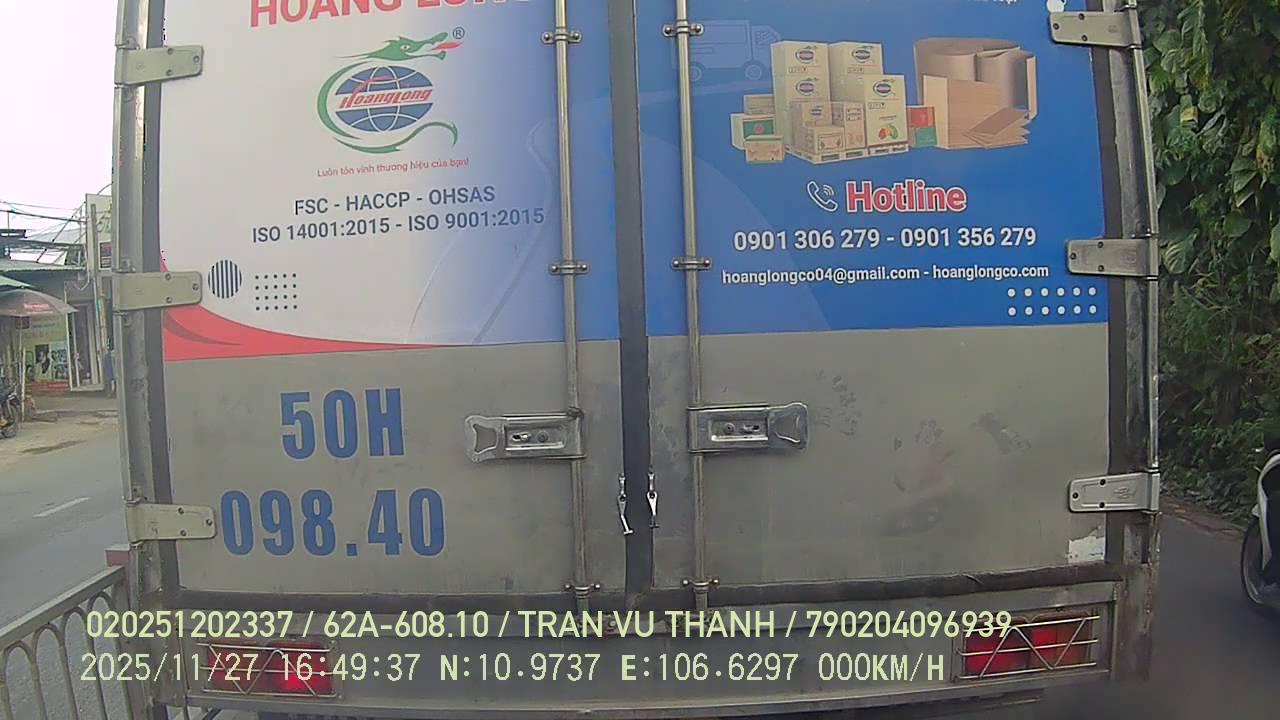 HOANG LONG
®
HoangLong
Luôn tôn vinh thương hiệu của bạn!
FSC - HACCP - OHSAS
ISO 14001:2015 - ISO 9001:2015
Hotline
0901 306 279 - 0901 356 279
hoanglongco04@gmail.com - hoanglongco.com
50H
098.40
020251202337 / 62A-608.10 / TRAN VU THANH / 790204096939
2025/11/27 16:49:37 N:10.9737 E:106.6297 000KM/H